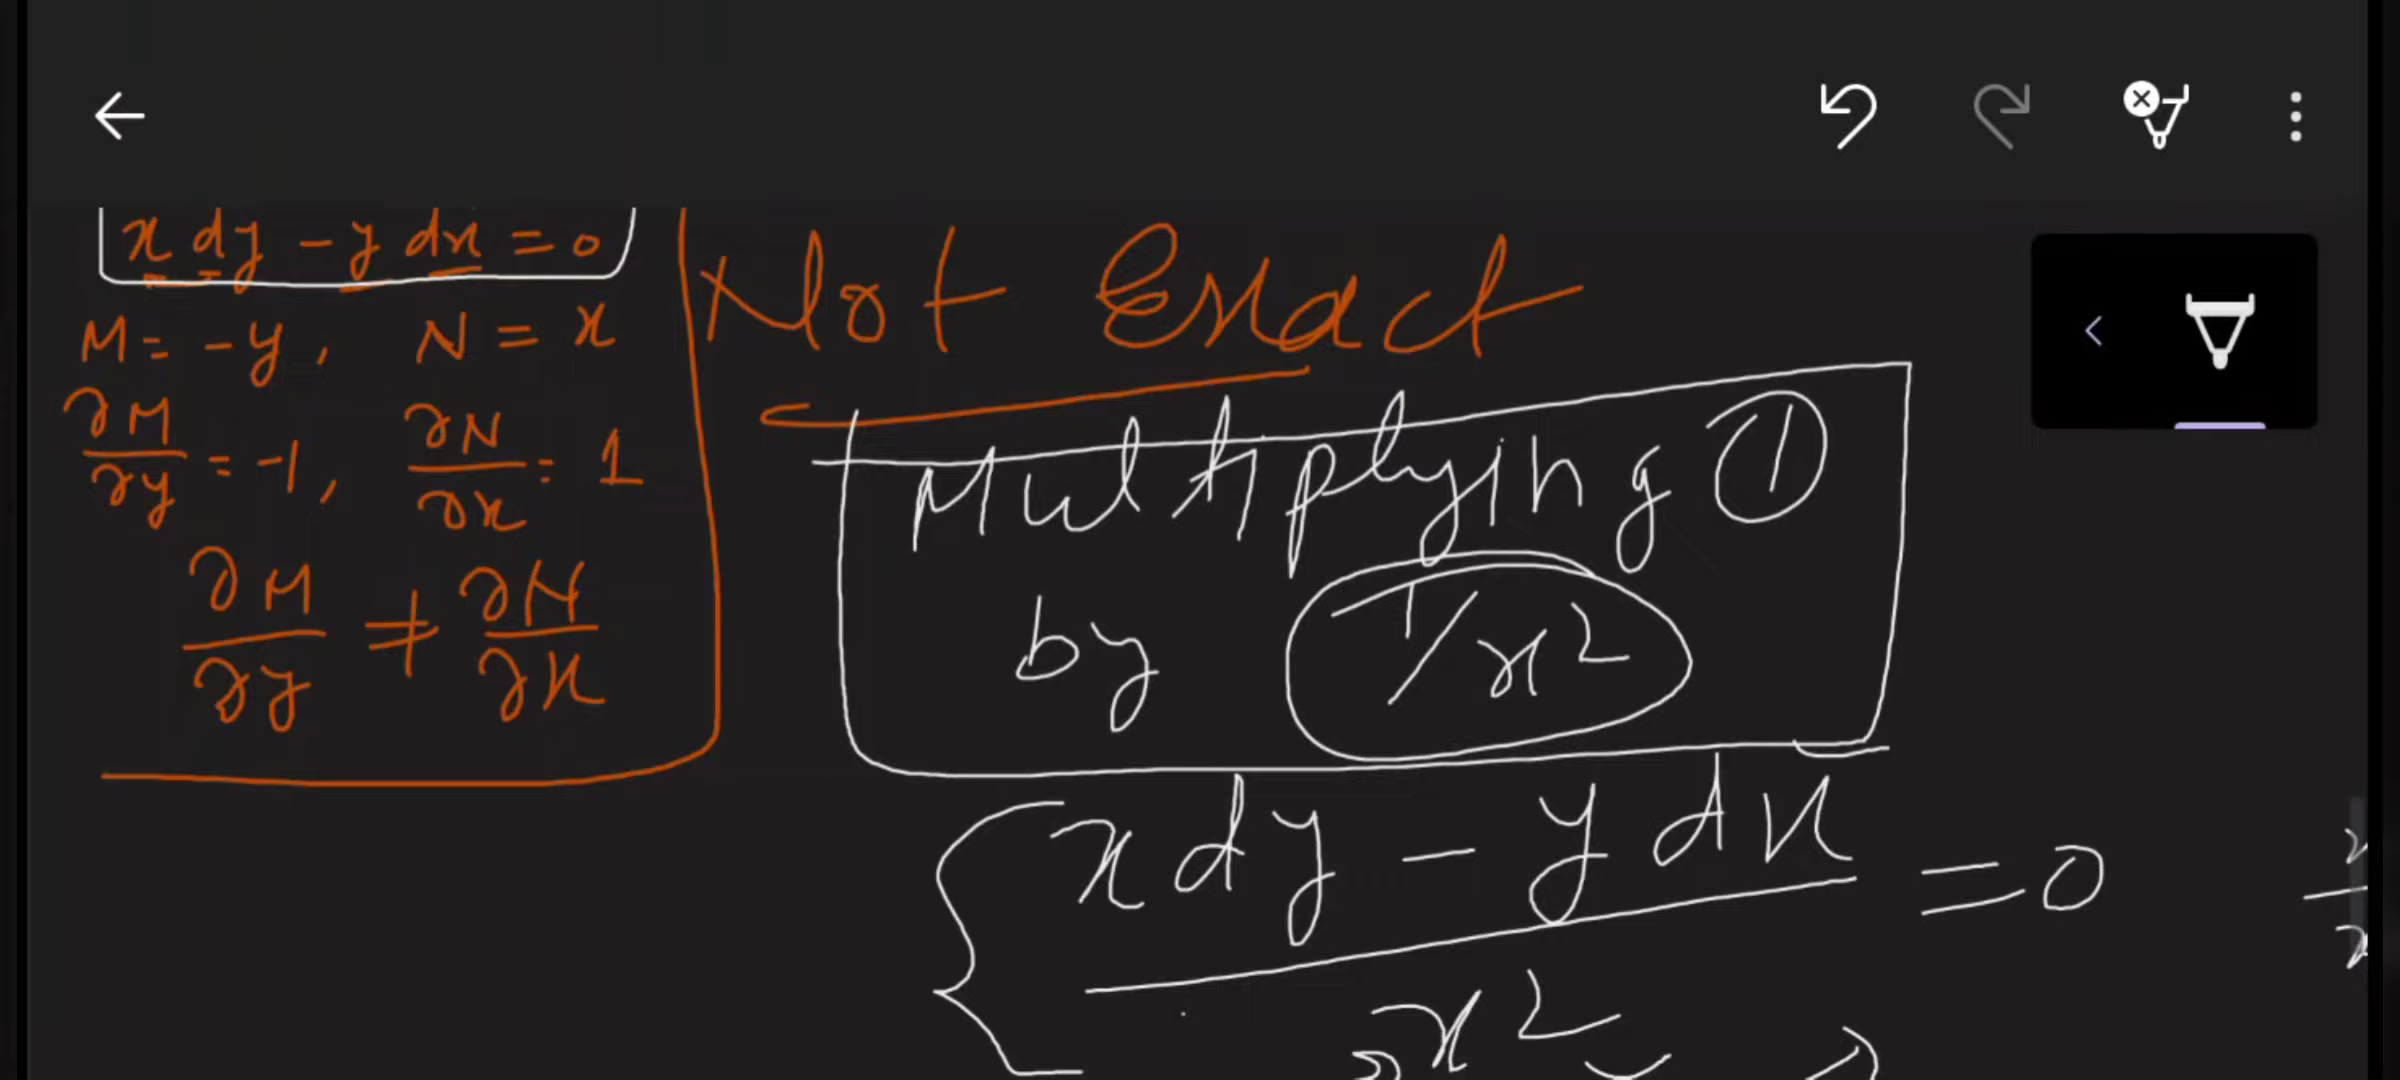 x dy - y dx = 0
M = -y, N = x
∂M/∂y = -1, ∂N/∂x = 1
∂M/∂y ≠ ∂N/∂x
Not Exact
Multiplying ①
by 1/x²
x dy - y dx / x² = 0